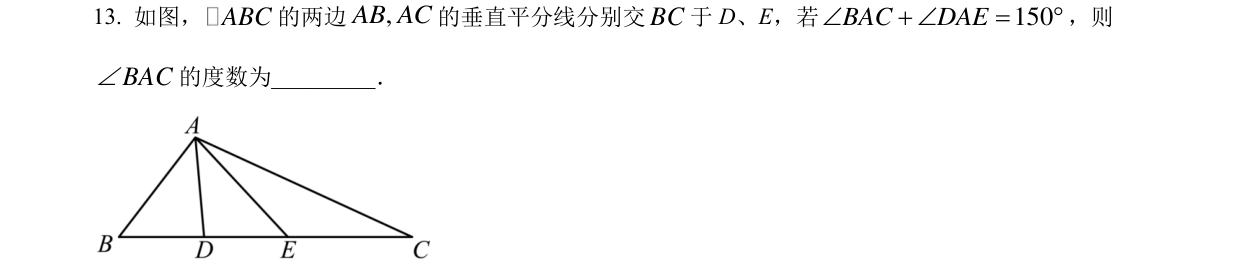 13. 如图，□ABC 的两边 AB, AC 的垂直平分线分别交 BC 于 D、E，若∠BAC + ∠DAE = 150°，则
∠BAC 的度数为________．
A
B D E C